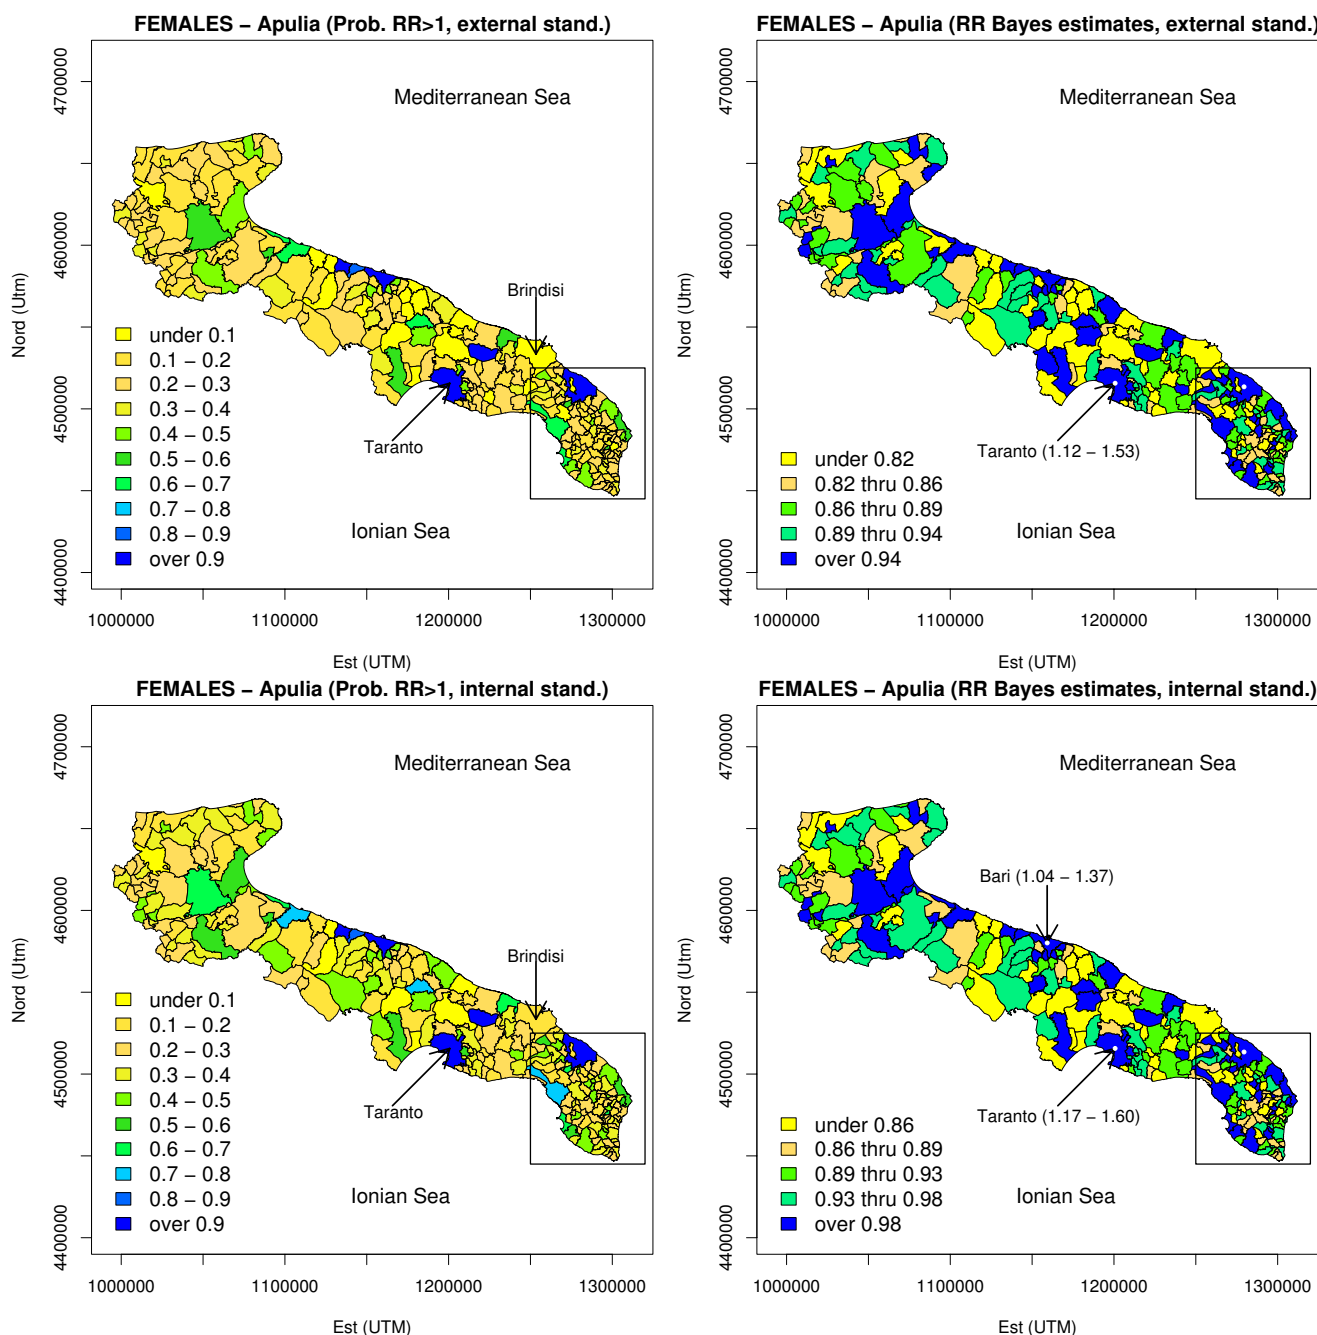 FEMALES − Apulia (Prob. RR>1, external stand.)
Mediterranean Sea
Brindisi
Taranto
Ionian Sea
under 0.1
0.1 − 0.2
0.2 − 0.3
0.3 − 0.4
0.4 − 0.5
0.5 − 0.6
0.6 − 0.7
0.7 − 0.8
0.8 − 0.9
over 0.9
Nord (Utm)
4700000
4600000
4500000
4400000
1000000 1100000 1200000 1300000
Est (UTM)
FEMALES − Apulia (RR Bayes estimates, external stand.)
Mediterranean Sea
Taranto (1.12 − 1.53)
Ionian Sea
under 0.82
0.82 thru 0.86
0.86 thru 0.89
0.89 thru 0.94
over 0.94
Nord (Utm)
4700000
4600000
4500000
4400000
1000000 1100000 1200000 1300000
Est (UTM)
FEMALES − Apulia (Prob. RR>1, internal stand.)
Mediterranean Sea
Brindisi
Taranto
Ionian Sea
under 0.1
0.1 − 0.2
0.2 − 0.3
0.3 − 0.4
0.4 − 0.5
0.5 − 0.6
0.6 − 0.7
0.7 − 0.8
0.8 − 0.9
over 0.9
Nord (Utm)
4700000
4600000
4500000
4400000
1000000 1100000 1200000 1300000
Est (UTM)
FEMALES − Apulia (RR Bayes estimates, internal stand.)
Mediterranean Sea
Bari (1.04 − 1.37)
Taranto (1.17 − 1.60)
Ionian Sea
under 0.86
0.86 thru 0.89
0.89 thru 0.93
0.93 thru 0.98
over 0.98
Nord (Utm)
4700000
4600000
4500000
4400000
1000000 1100000 1200000 1300000
Est (UTM)